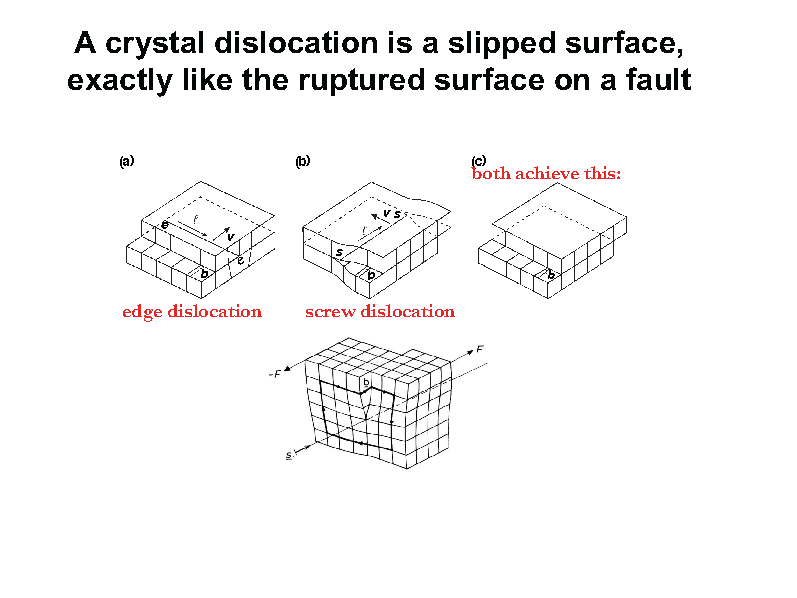 A crystal dislocation is a slipped surface,
exactly like the ruptured surface on a fault
(a)
(b)
(c)
both achieve this:
e
ℓ
v
e
b
v s
ℓ
s
b
b
edge dislocation
screw dislocation
F
-F
b
s